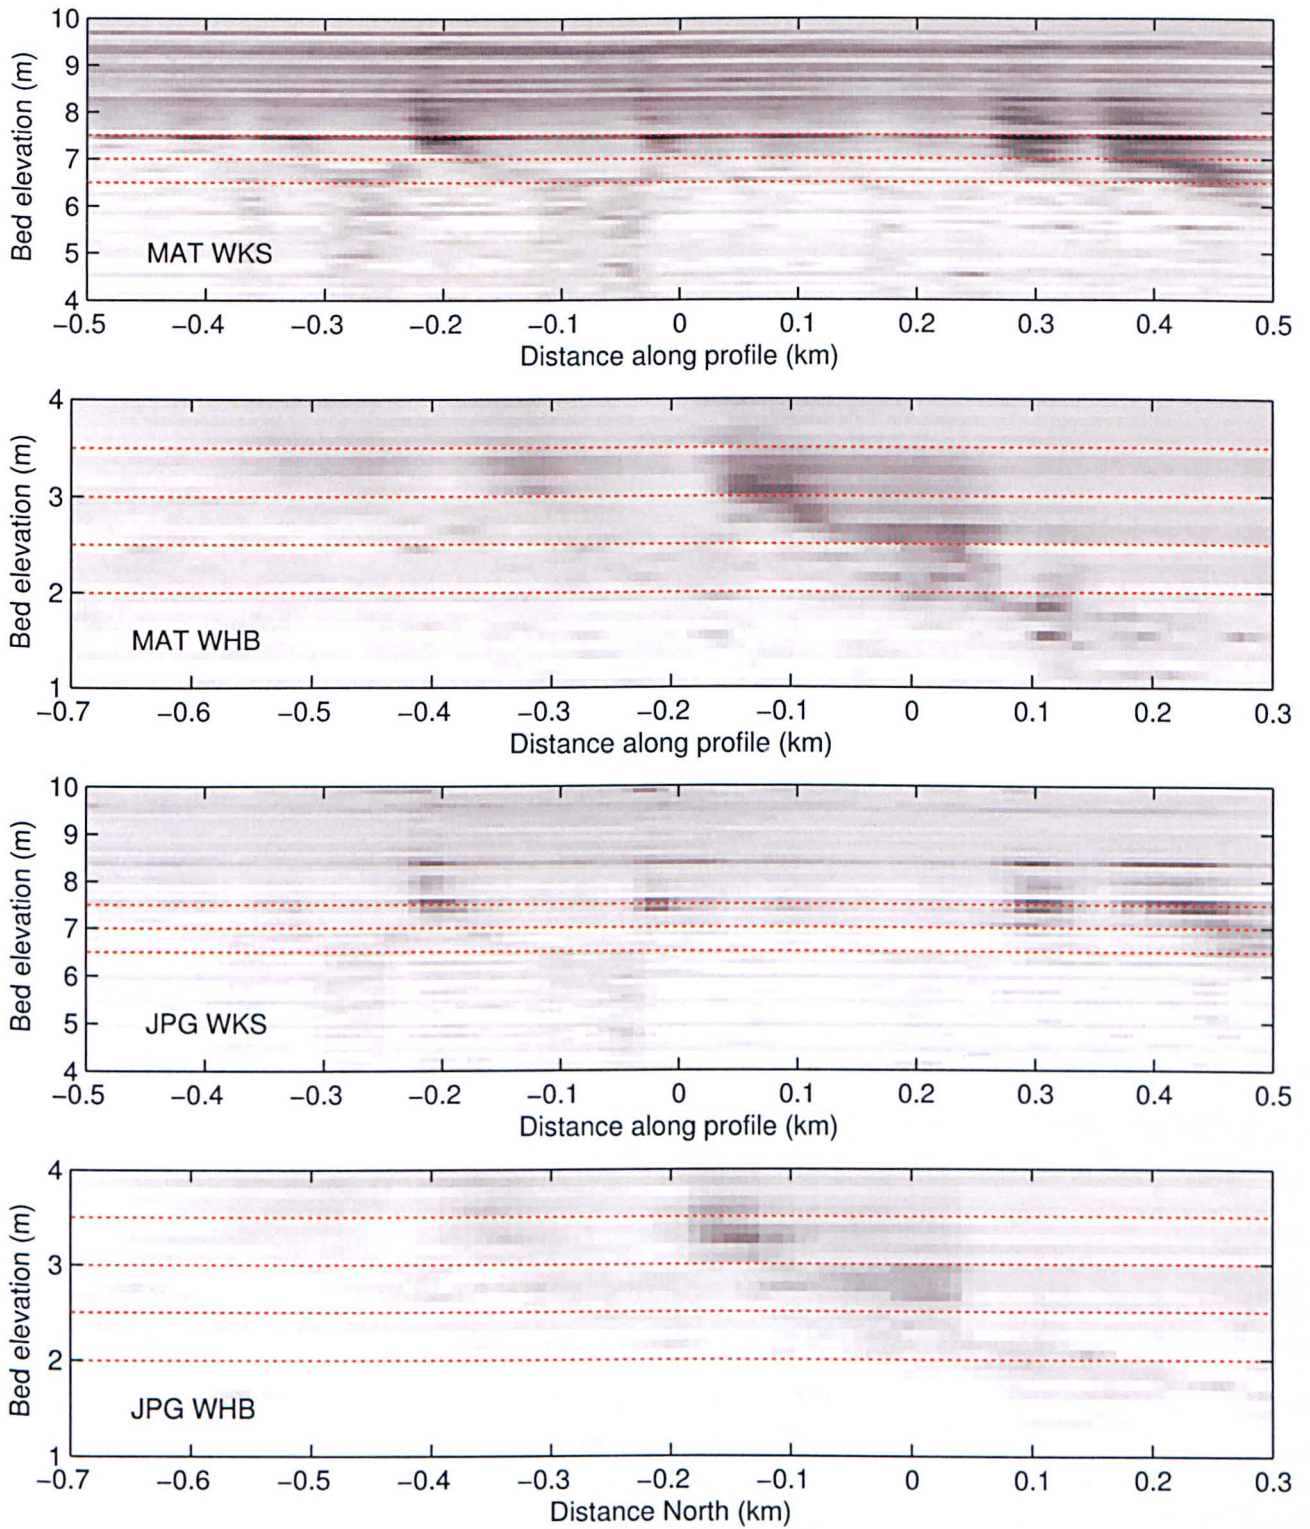 10
9
8
7
6
5
4
Bed elevation (m)
MAT WKS
−0.5 −0.4 −0.3 −0.2 −0.1 0 0.1 0.2 0.3 0.4 0.5
Distance along profile (km)
4
3
2
1
Bed elevation (m)
MAT WHB
−0.7 −0.6 −0.5 −0.4 −0.3 −0.2 −0.1 0 0.1 0.2 0.3
Distance along profile (km)
10
9
8
7
6
5
4
Bed elevation (m)
JPG WKS
−0.5 −0.4 −0.3 −0.2 −0.1 0 0.1 0.2 0.3 0.4 0.5
Distance along profile (km)
4
3
2
1
Bed elevation (m)
JPG WHB
−0.7 −0.6 −0.5 −0.4 −0.3 −0.2 −0.1 0 0.1 0.2 0.3
Distance North (km)